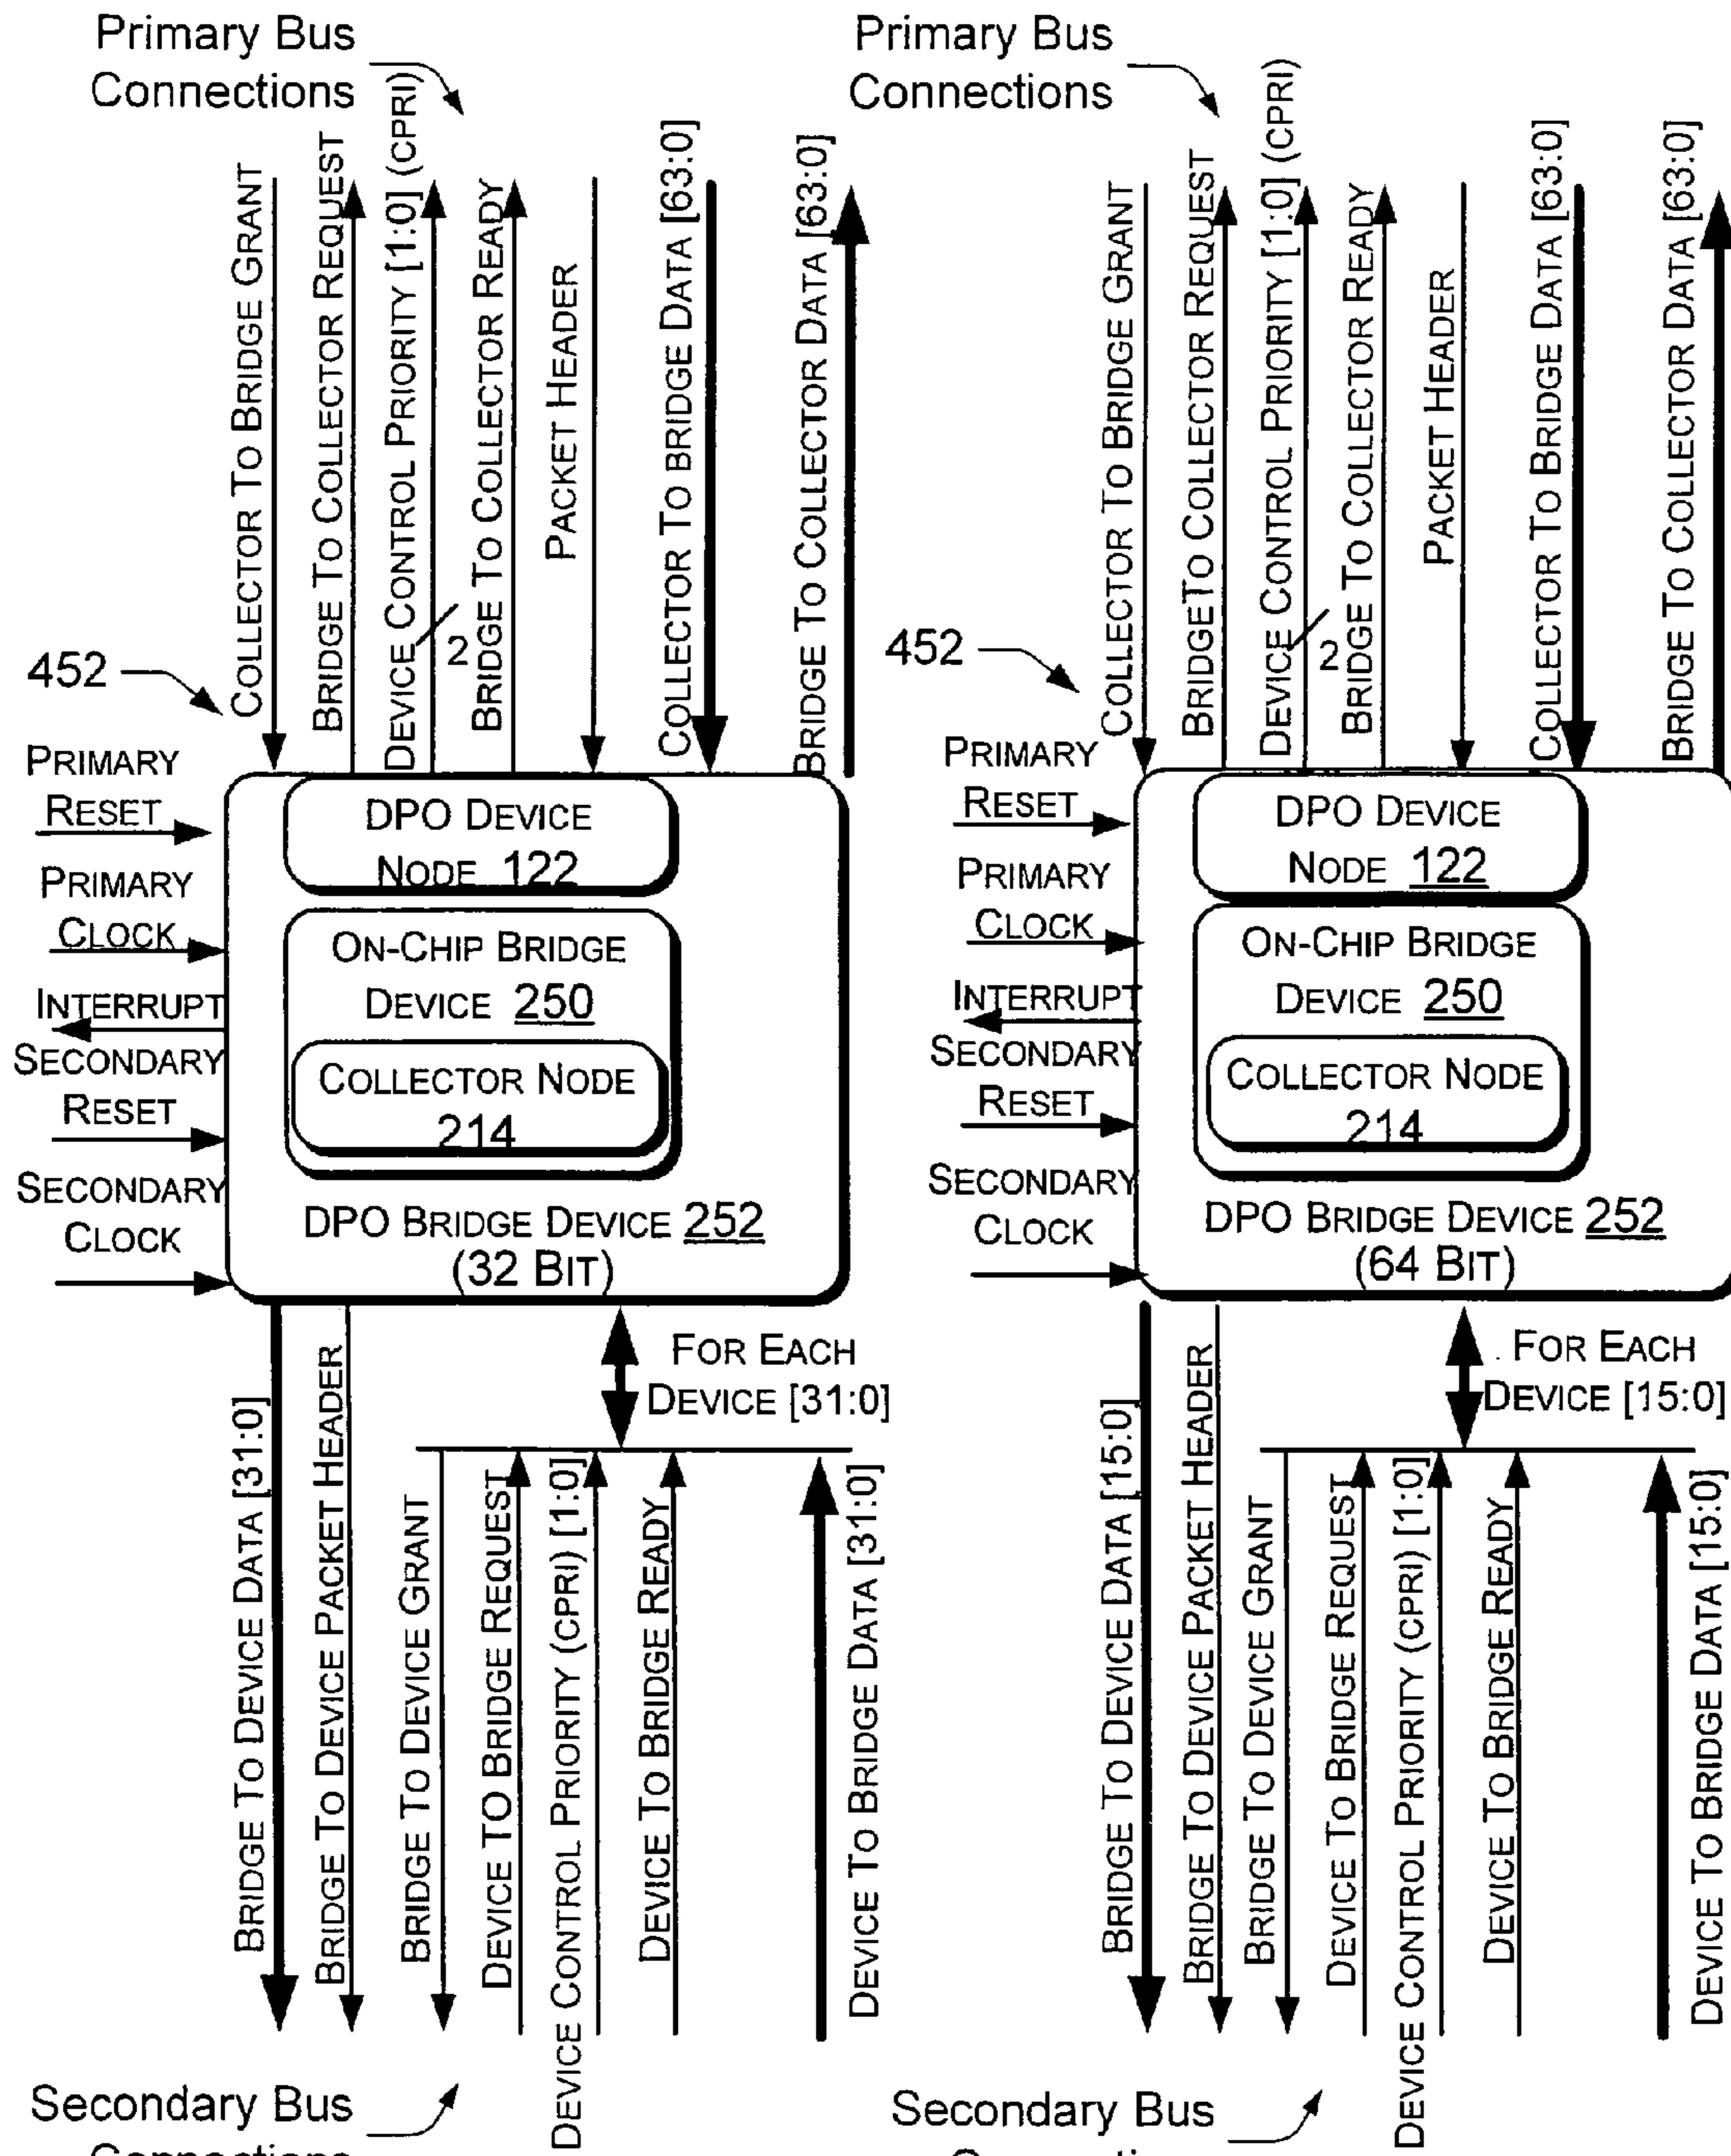 Primary Bus
Connections
COLLECTOR TO BRIDGE GRANT
BRIDGE TO COLLECTOR REQUEST
DEVICE CONTROL PRIORITY [1:0] (CPRI)
2
BRIDGE TO COLLECTOR READY
PACKET HEADER
COLLECTOR TO BRIDGE DATA [63:0]
BRIDGE TO COLLECTOR DATA [63:0]
452
PRIMARY
RESET
PRIMARY
CLOCK
INTERRUPT
SECONDARY
RESET
SECONDARY
CLOCK
DPO DEVICE
NODE 122
ON-CHIP BRIDGE
DEVICE 250
COLLECTOR NODE
214
DPO BRIDGE DEVICE 252
(32 BIT)
FOR EACH
DEVICE [31:0]
BRIDGE TO DEVICE DATA [31:0]
BRIDGE TO DEVICE PACKET HEADER
BRIDGE TO DEVICE GRANT
DEVICE TO BRIDGE REQUEST
DEVICE CONTROL PRIORITY (CPRI) [1:0]
DEVICE TO BRIDGE READY
DEVICE TO BRIDGE DATA [31:0]
Secondary Bus
Connections
Primary Bus
Connections
COLLECTOR TO BRIDGE GRANT
BRIDGETO COLLECTOR REQUEST
DEVICE CONTROL PRIORITY [1:0] (CPRI)
2
BRIDGE TO COLLECTOR READY
PACKET HEADER
COLLECTOR TO BRIDGE DATA [63:0]
BRIDGE TO COLLECTOR DATA [63:0]
452
PRIMARY
RESET
PRIMARY
CLOCK
INTERRUPT
SECONDARY
RESET
SECONDARY
CLOCK
DPO DEVICE
NODE 122
ON-CHIP BRIDGE
DEVICE 250
COLLECTOR NODE
214
DPO BRIDGE DEVICE 252
(64 BIT)
FOR EACH
DEVICE [15:0]
BRIDGE TO DEVICE DATA [15:0]
BRIDGE TO DEVICE PACKET HEADER
BRIDGE TO DEVICE GRANT
DEVICE TO BRIDGE REQUEST
DEVICE CONTROL PRIORITY (CPRI) [1:0]
DEVICE TO BRIDGE READY
DEVICE TO BRIDGE DATA [15:0]
Secondary Bus